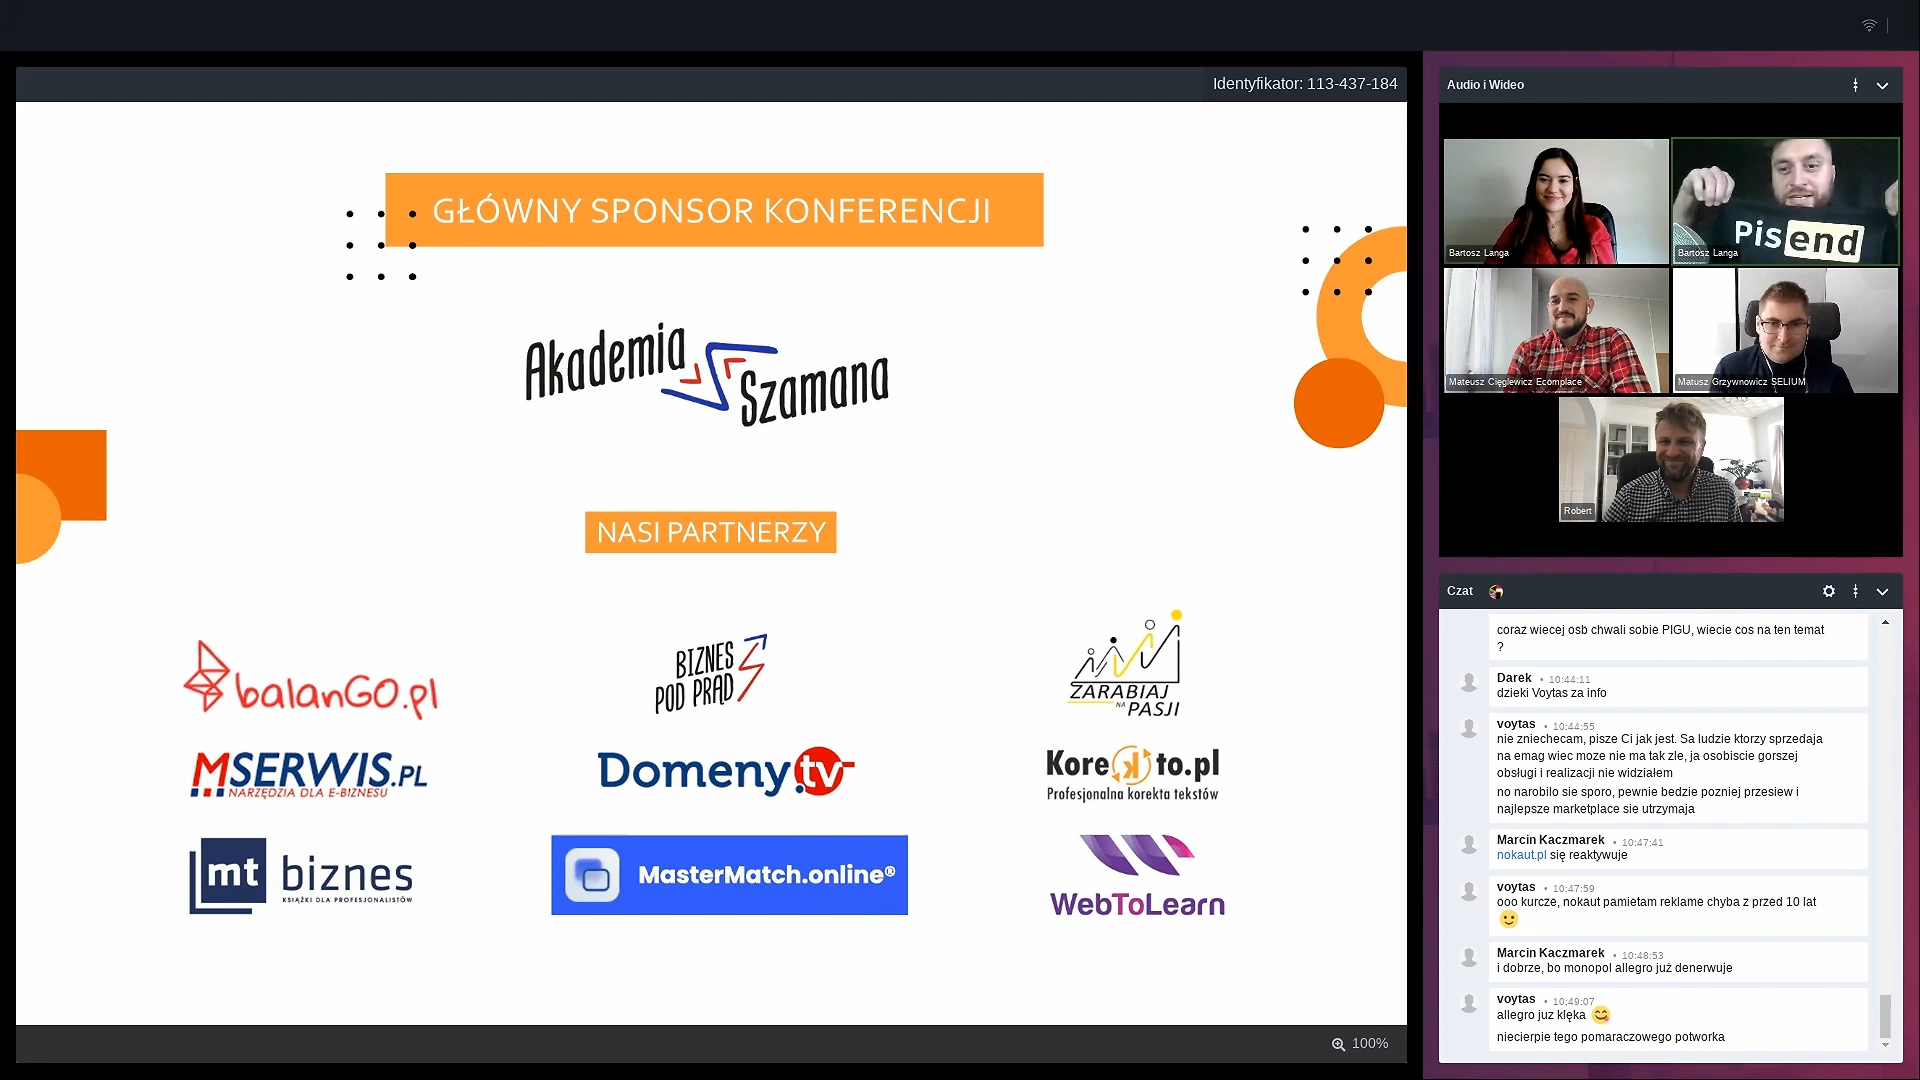 Identyfikator: 113-437-184
GŁÓWNY SPONSOR KONFERENCJI
Akademia
Szamana
NASI PARTNERZY
balanGO.pl
BIZNES
POD PRĄD
ZARABIAJ
NA
PASJI
MSERWIS.PL
NARZĘDZIA DLA E-BIZNESU
Domeny.tv
Korekto.pl
Profesjonalna korekta tekstów
mt biznes
KSIĄŻKI DLA PROFESJONALISTÓW
MasterMatch.online®
WebToLearn
100%
Audio i Wideo
Bartosz Langa
Pisend
Bartosz Langa
Mateusz Cięglewicz Ecomplace
Matusz Grzywnowicz SELIUM
Robert
Czat
coraz wiecej osb chwali sobie PIGU, wiecie cos na ten temat
?
Darek • 10:44:11
dzieki Voytas za info
voytas • 10:44:55
nie zniechecam, pisze Ci jak jest. Sa ludzie ktorzy sprzedaja
na emag wiec moze nie ma tak zle, ja osobiscie gorszej
obsługi i realizacji nie widziałem
no narobilo sie sporo, pewnie bedzie pozniej przesiew i
najlepsze marketplace sie utrzymaja
Marcin Kaczmarek • 10:47:41
nokaut.pl się reaktywuje
voytas • 10:47:59
ooo kurcze, nokaut pamietam reklame chyba z przed 10 lat
🙂
Marcin Kaczmarek • 10:48:53
i dobrze, bo monopol allegro już denerwuje
voytas • 10:49:07
allegro juz klęka 😋
niecierpie tego pomaraczowego potworka